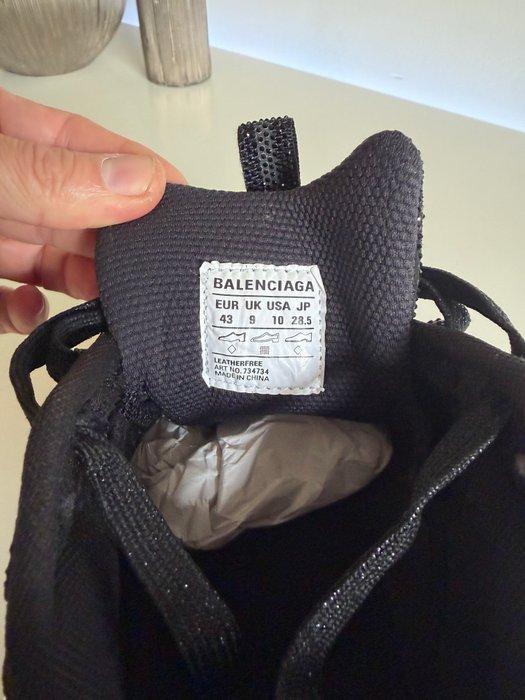 BALENCIAGA
EUR UK USA JP
43 9 10 28.5
LEATHERFREE
ART NO. 734734
MADE IN CHINA